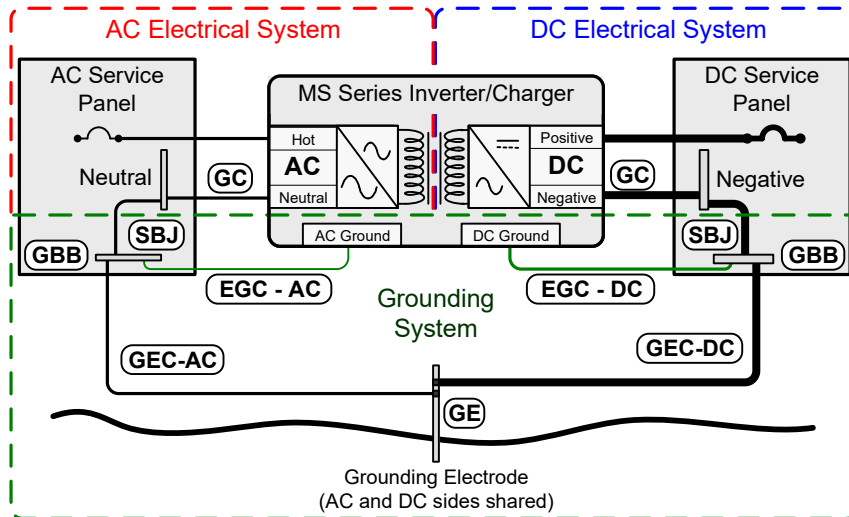 AC Electrical System
DC Electrical System
AC Service
Panel
MS Series Inverter/Charger
DC Service
Panel
Hot
AC
Neutral
Positive
DC
Negative
Neutral
GC
GC
Negative
SBJ
SBJ
AC Ground
DC Ground
GBB
GBB
EGC - AC
EGC - DC
Grounding
System
GEC-AC
GEC-DC
GE
Grounding Electrode
(AC and DC sides shared)